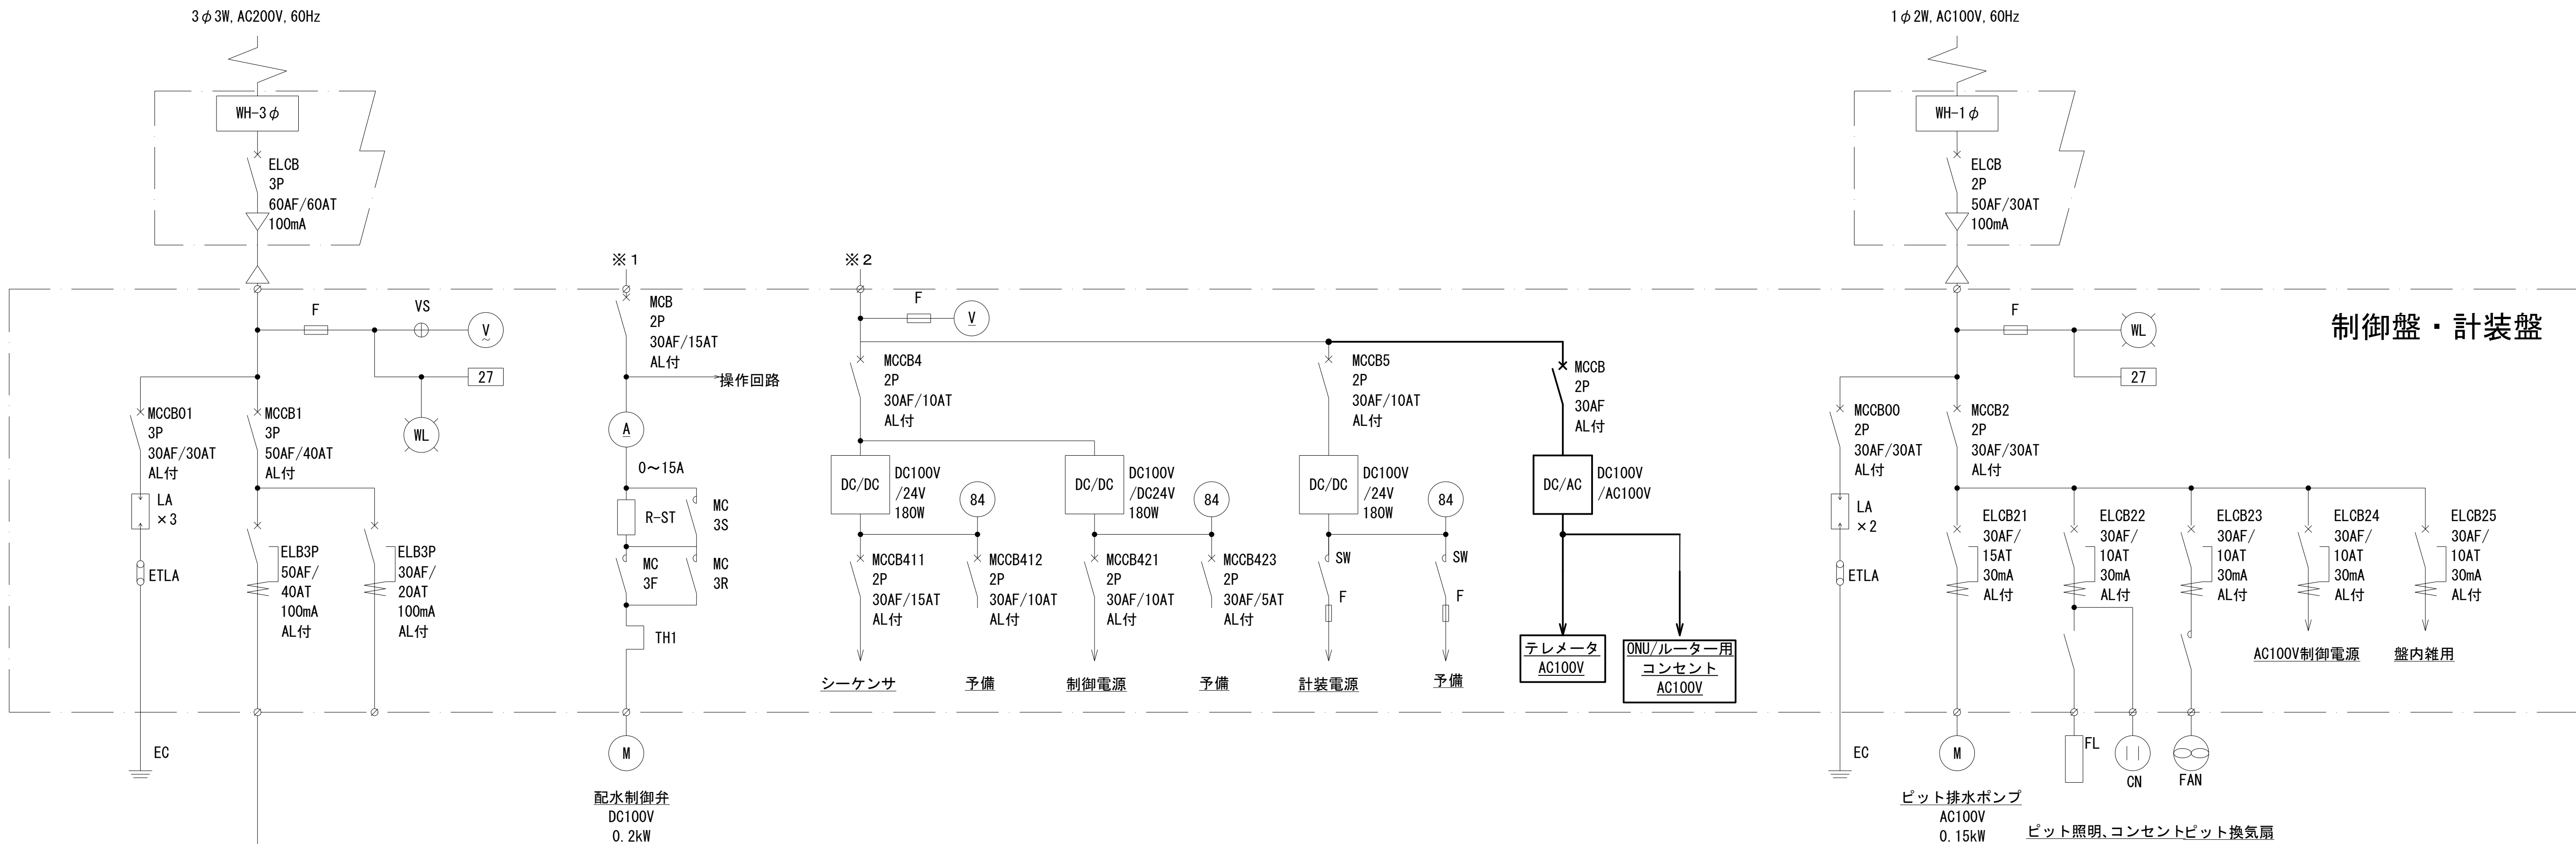 3φ3W, AC200V, 60Hz
WH-3φ
ELCB
3P
60AF/60AT
100mA
F
VS
V
27
WL
MCCB01
3P
30AF/30AT
AL付
LA
×3
ETLA
EC
MCCB1
3P
50AF/40AT
AL付
ELB3P
50AF/
40AT
100mA
AL付
ELB3P
30AF/
20AT
100mA
AL付
※1
MCB
2P
30AF/15AT
AL付
操作回路
A
0～15A
R-ST
MC
3S
MC
3F
MC
3R
TH1
M
配水制御弁
DC100V
0.2kW
※2
F
V
MCCB4
2P
30AF/10AT
AL付
DC/DC
DC100V
/24V
180W
84
MCCB411
2P
30AF/15AT
AL付
シーケンサ
MCCB412
2P
30AF/10AT
AL付
予備
DC/DC
DC100V
/DC24V
180W
84
MCCB421
2P
30AF/10AT
AL付
制御電源
MCCB423
2P
30AF/5AT
AL付
予備
MCCB5
2P
30AF/10AT
AL付
DC/DC
DC100V
/24V
180W
84
SW
F
計装電源
SW
F
予備
MCCB
2P
30AF
AL付
DC/AC
DC100V
/AC100V
テレメータ
AC100V
ONU/ルーター用
コンセント
AC100V
1φ2W, AC100V, 60Hz
WH-1φ
ELCB
2P
50AF/30AT
100mA
F
WL
27
制御盤・計装盤
MCCB00
2P
30AF/30AT
AL付
LA
×2
ETLA
EC
MCCB2
2P
30AF/30AT
AL付
ELCB21
30AF/
15AT
30mA
AL付
ELCB22
30AF/
10AT
30mA
AL付
ELCB23
30AF/
10AT
30mA
AL付
ELCB24
30AF/
10AT
30mA
AL付
ELCB25
30AF/
10AT
30mA
AL付
AC100V制御電源
盤内雑用
M
FL
CN
FAN
ピット排水ポンプ
AC100V
0.15kW
ピット照明、コンセント
ピット換気扇